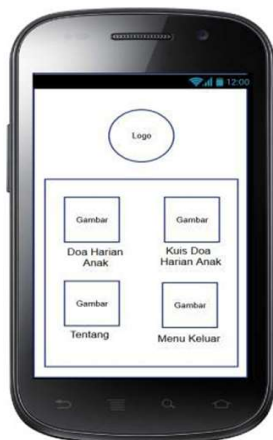 12:00
Logo
Gambar
Gambar
Doa Harian
Anak
Kuis Doa
Harian Anak
Gambar
Gambar
Tentang
Menu Keluar